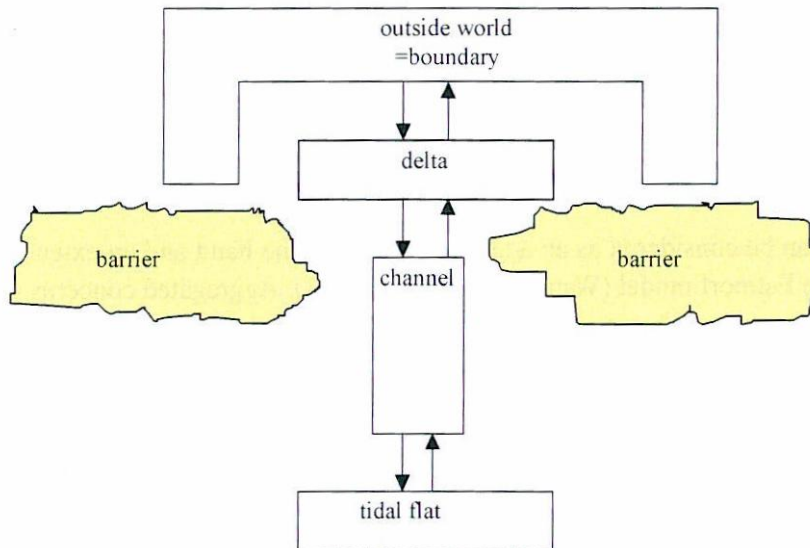 outside world
=boundary
delta
barrier
barrier
channel
tidal flat